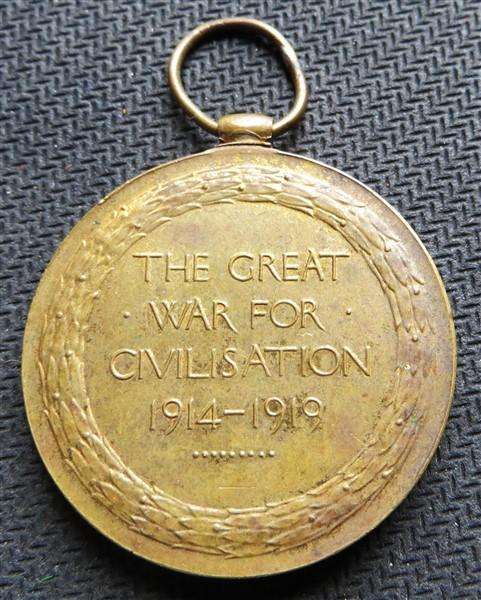 THE GREAT
· WAR FOR ·
CIVILISATION
1914-1919